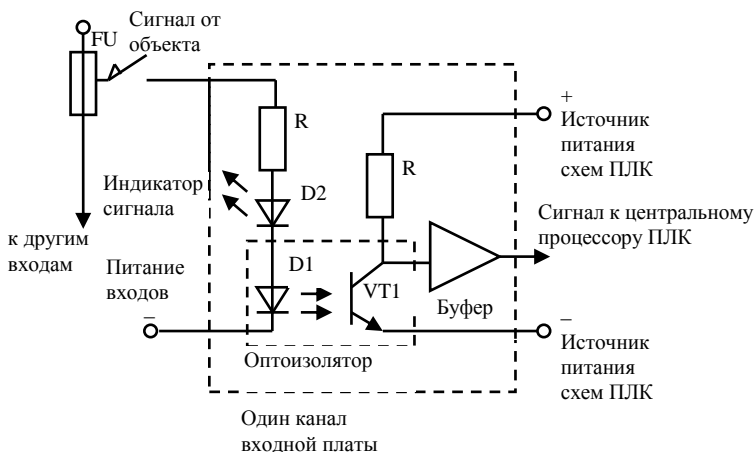 Сигнал от
объекта
FU
+
Источник
питания
схем ПЛК
R
R
Индикатор
сигнала
D2
Сигнал к центральному
процессору ПЛК
к другим
входам
Питание
входов
–
D1
VT1
Буфер
–
Источник
питания
схем ПЛК
Оптоизолятор
Один канал
входной платы